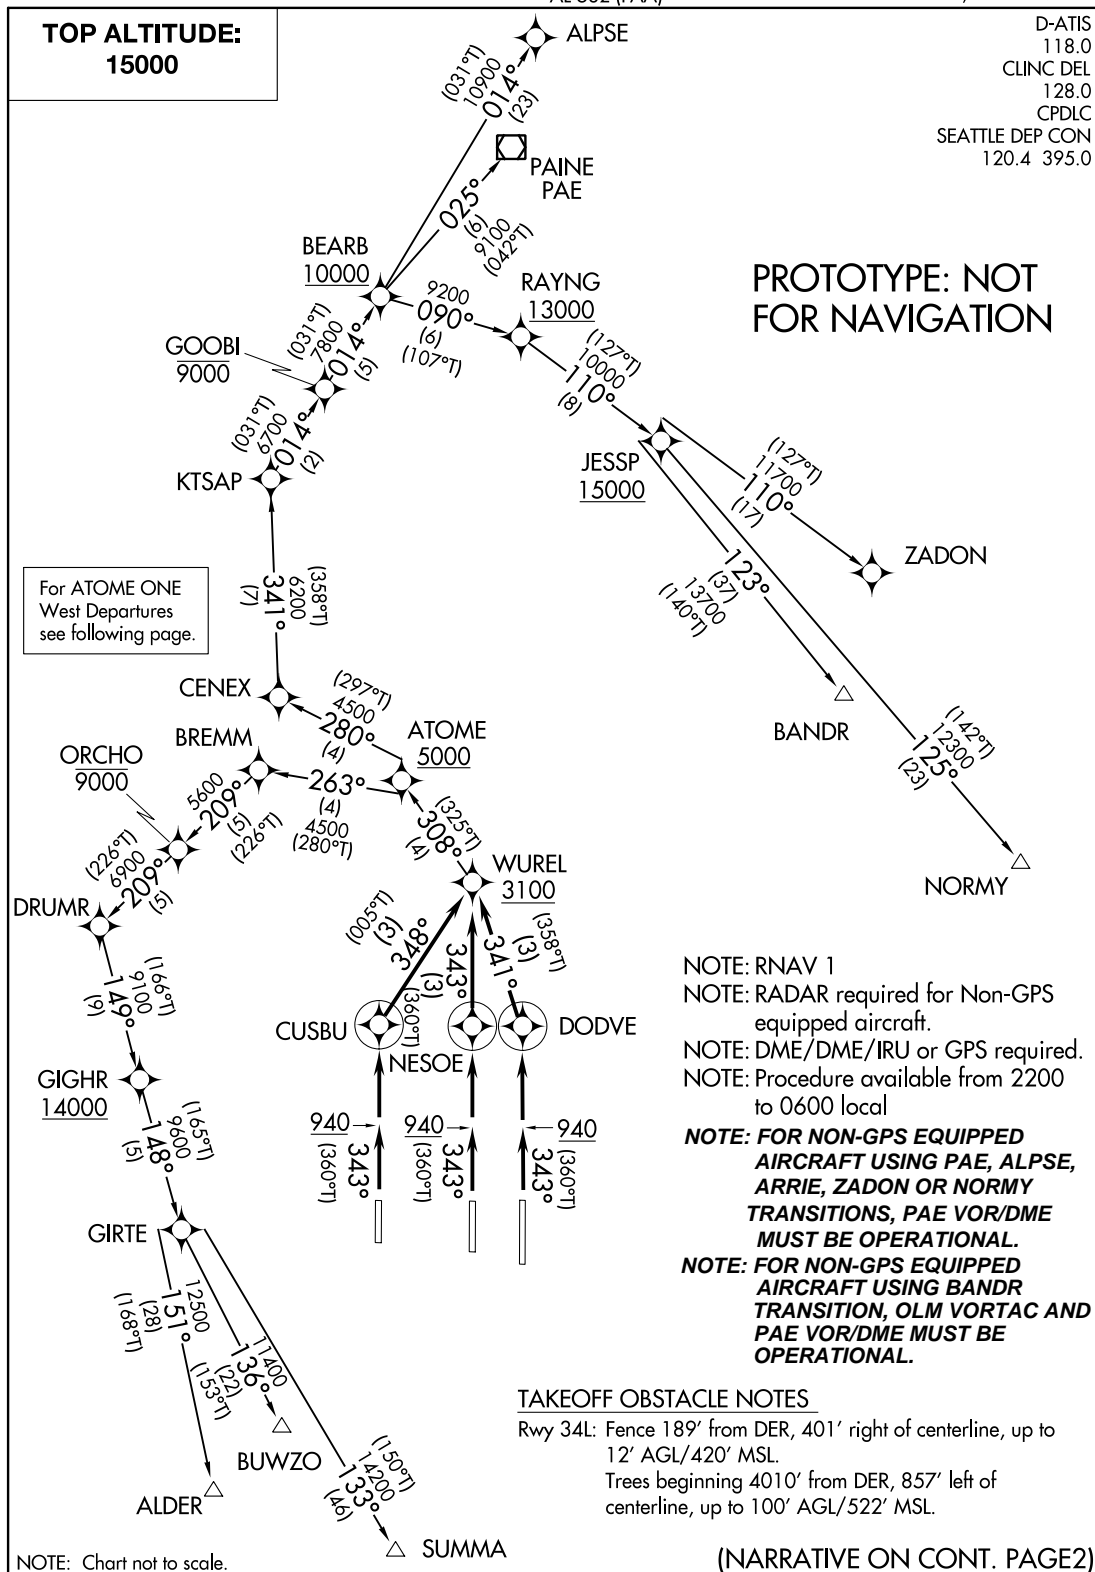 TOP ALTITUDE:
15000
D-ATIS
118.0
CLINC DEL
128.0
CPDLC
SEATTLE DEP CON
120.4 395.0
ALPSE
(031°T)
10900
014°
(23)
PAINE
PAE
025°
(6)
9100
(042°T)
PROTOTYPE: NOT
FOR NAVIGATION
BEARB
10000
9200
090°
(6)
(107°T)
RAYNG
13000
(031°T)
7800
014°
(5)
GOOBI
9000
(127°T)
10000
110°
(8)
(031°T)
6700
014°
(2)
KTSAP
JESSP
15000
(127°T)
11700
110°
(17)
ZADON
For ATOME ONE
West Departures
see following page.
(358°T)
6200
341°
(7)
123°
(37)
13700
(140°T)
CENEX
BANDR
(297°T)
4500
280°
(4)
ATOME
5000
BREMM
ORCHO
9000
263°
(4)
4500
(280°T)
(142°T)
12300
125°
(23)
NORMY
5600
209°
(5)
(226°T)
(325°T)
308°
(4)
(226°T)
6900
209°
(5)
WUREL
3100
DRUMR
(005°T)
(3)
348°
343°
(3)
(360°T)
(358°T)
(3)
341°
(166°T)
9100
149°
(9)
CUSBU
NESOE
DODVE
NOTE: RNAV 1
NOTE: RADAR required for Non-GPS
equipped aircraft.
NOTE: DME/DME/IRU or GPS required.
NOTE: Procedure available from 2200
to 0600 local
GIGHR
14000
940
940
940
(360°T)
343°
(360°T)
343°
343°
(360°T)
NOTE: FOR NON-GPS EQUIPPED
AIRCRAFT USING PAE, ALPSE,
ARRIE, ZADON OR NORMY
TRANSITIONS, PAE VOR/DME
MUST BE OPERATIONAL.
NOTE: FOR NON-GPS EQUIPPED
AIRCRAFT USING BANDR
TRANSITION, OLM VORTAC AND
PAE VOR/DME MUST BE
OPERATIONAL.
(165°T)
9600
148°
(5)
GIRTE
12500
151°
(28)
(168°T)
11400
136°
(22)
(153°T)
BUWZO
ALDER
(150°T)
14200
133°
(46)
SUMMA
TAKEOFF OBSTACLE NOTES
Rwy 34L: Fence 189' from DER, 401' right of centerline, up to
12' AGL/420' MSL.
Trees beginning 4010' from DER, 857' left of
centerline, up to 100' AGL/522' MSL.
NOTE: Chart not to scale.
(NARRATIVE ON CONT. PAGE2)